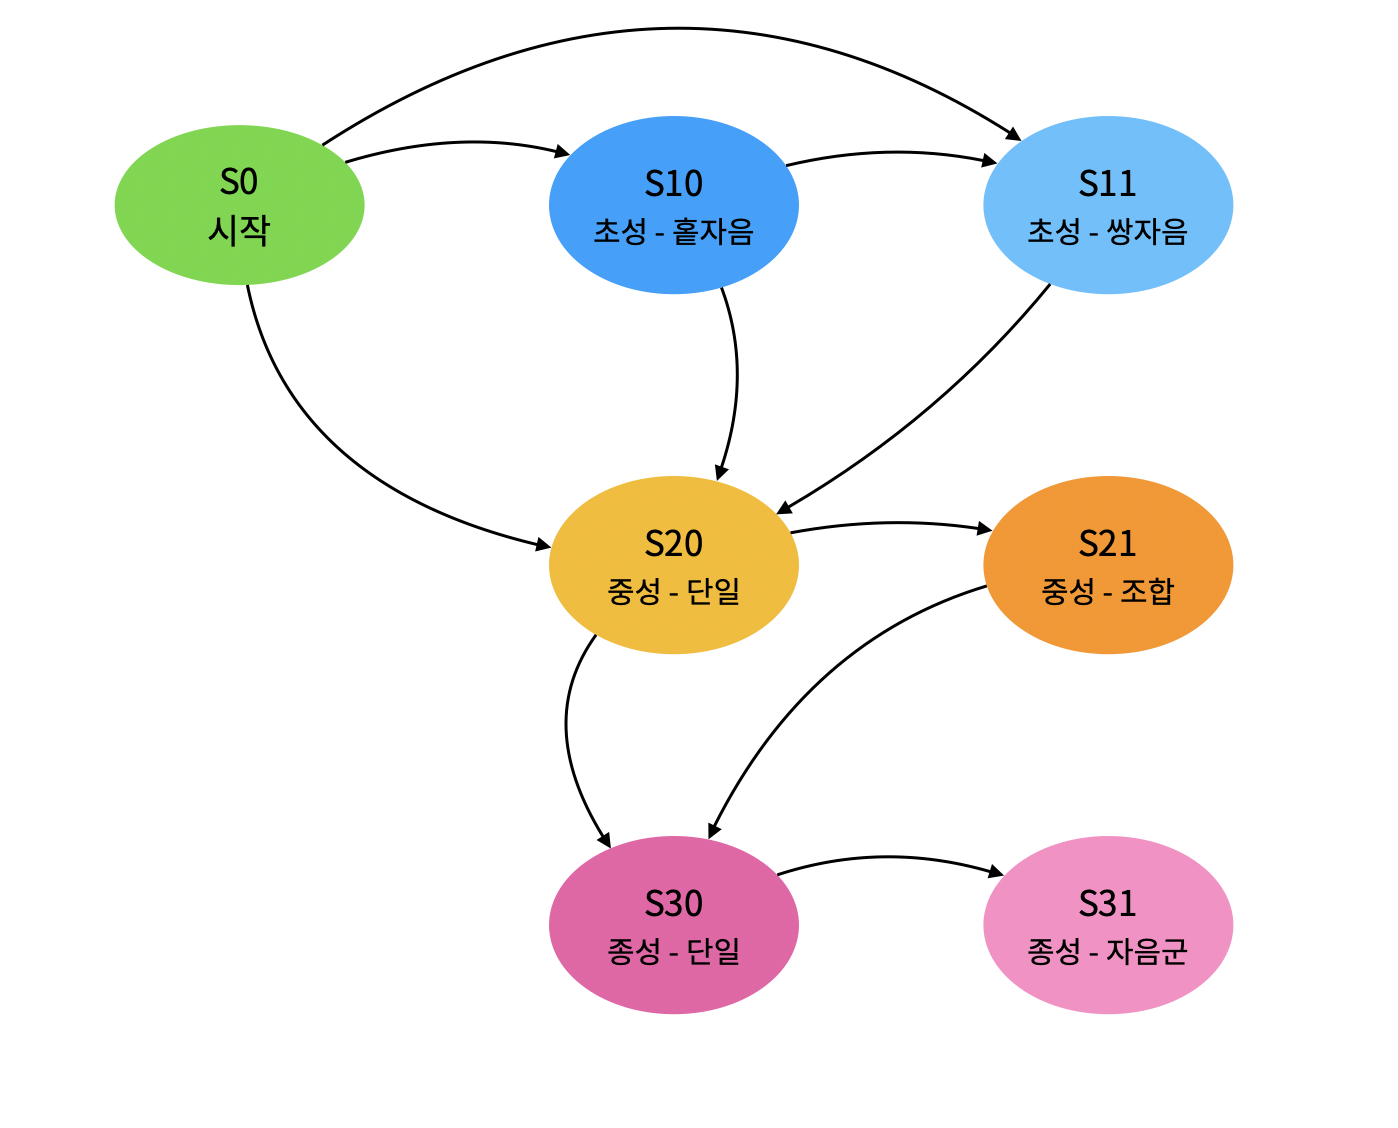 S0
시작
S10
초성 - 홑자음
S11
초성 - 쌍자음
S20
중성 - 단일
S21
중성 - 조합
S30
종성 - 단일
S31
종성 - 자음군